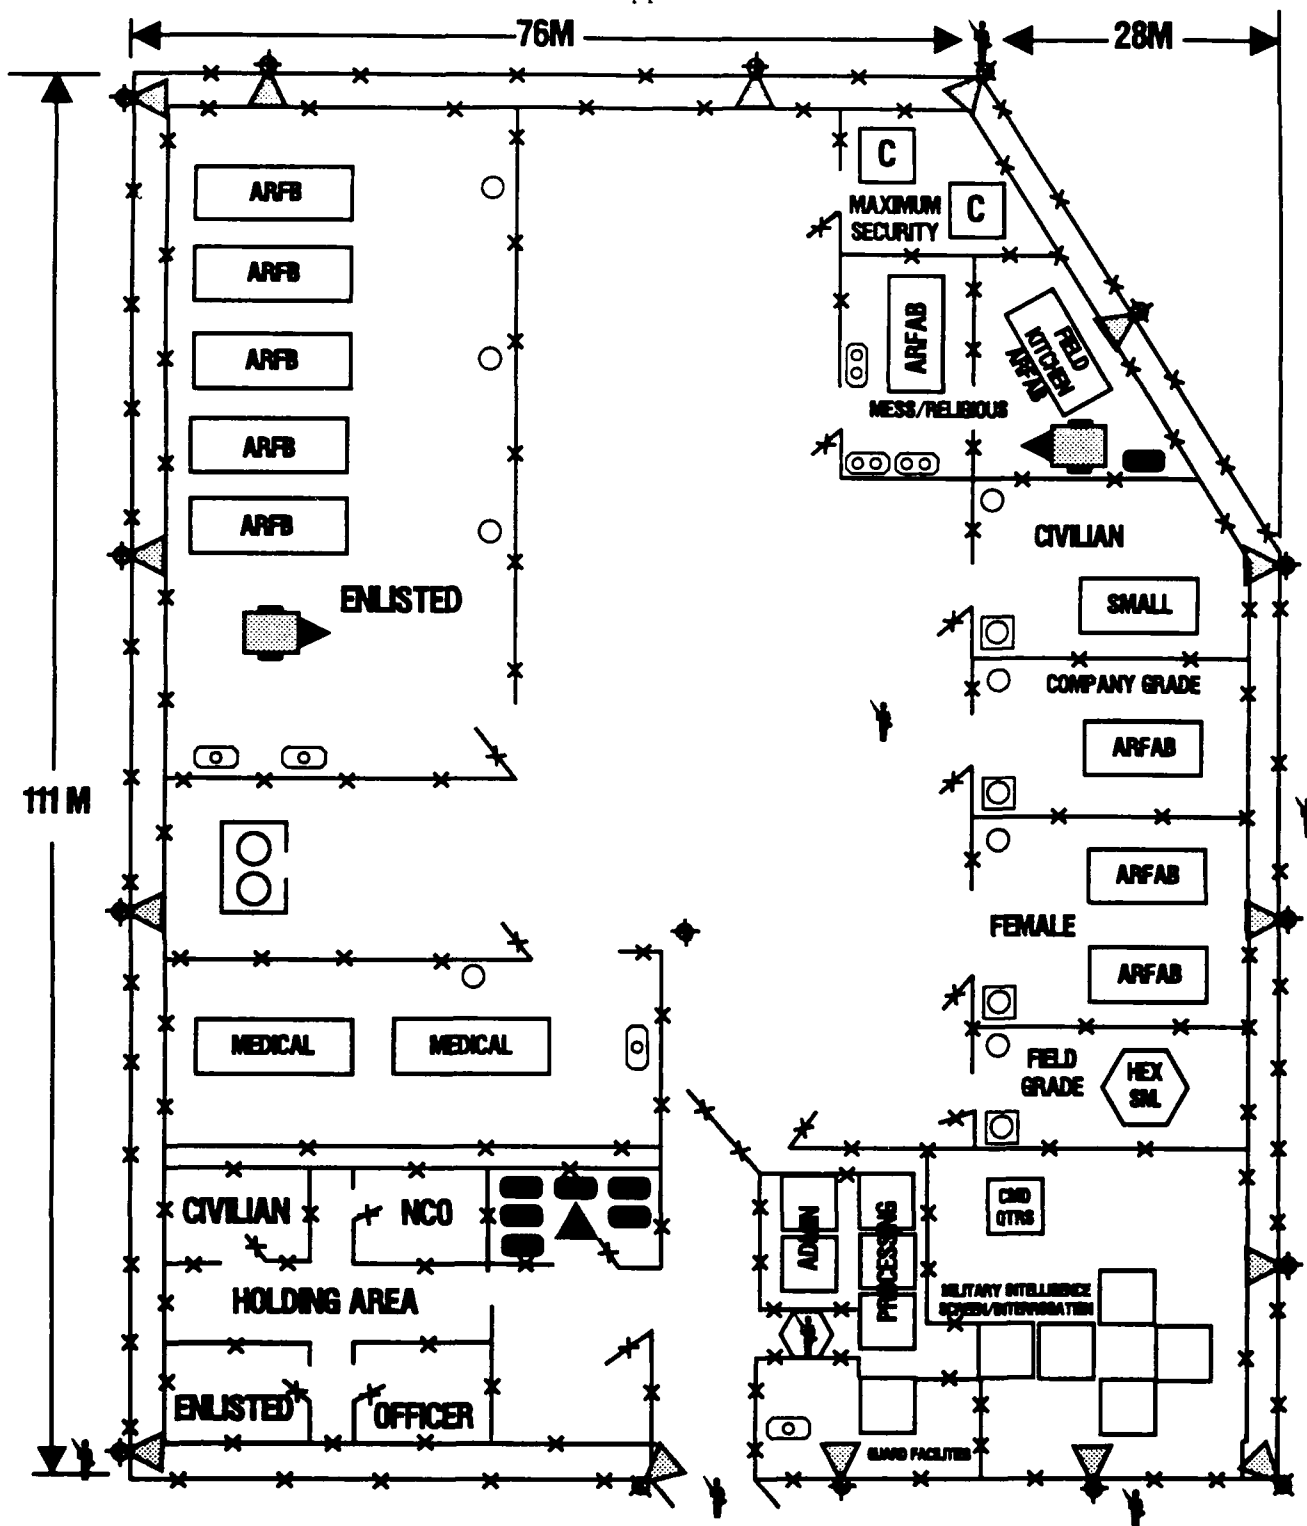 76M
28M
C
ARFB
C
MAXIMUM
SECURITY
ARFB
ARFAB
FIELD
KITCHEN
ARFAB
ARFB
MESS/RELIGIOUS
ARFB
ARFB
CIVILIAN
ENLISTED
SMALL
COMPANY GRADE
ARFAB
111 M
ARFAB
FEMALE
ARFAB
MEDICAL
MEDICAL
FIELD
GRADE
HEX
SML
CIVILIAN
NCO
CMD
QTRS
ADMIN
PROCESSING
HOLDING AREA
MILITARY INTELLIGENCE
SCREEN/INTERROGATION
ENLISTED
OFFICER
GUARD FACILITES